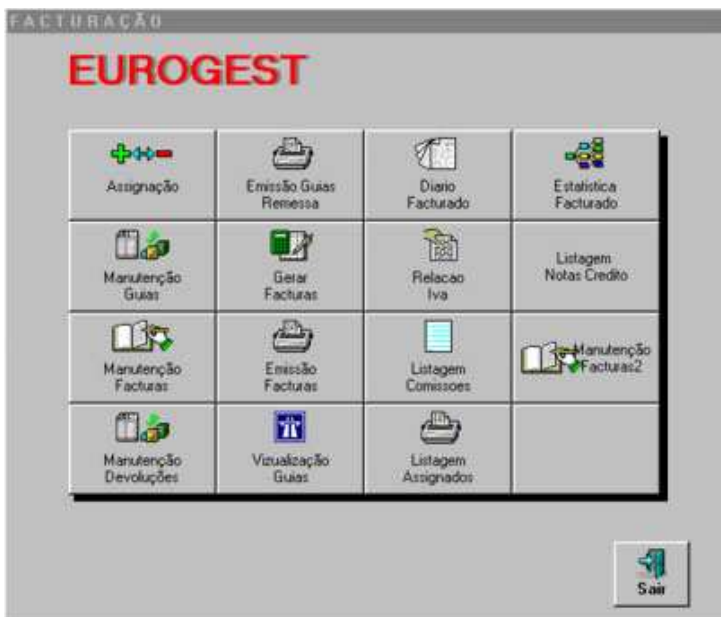 FACTURAÇÃO
EUROGEST
Assignação
Emissão Guias
Remessa
Diario
Facturado
Estatistica
Facturado
Manutenção
Guias
Gerar
Facturas
Relacao
Iva
Listagem
Notas Credito
Manutenção
Facturas
Emissão
Facturas
Listagem
Comissoes
Manutenção
Facturas2
Manutenção
Devoluções
Vizualização
Guias
Listagem
Assignados
Sair